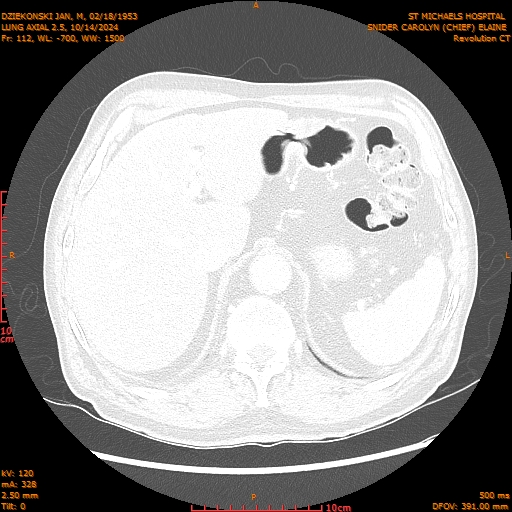 DZIEKONSKI JAN, M, 02/18/1953
LUNG AXIAL 2.5, 10/14/2024
Fr: 112, WL: -700, WW: 1500
A
ST MICHAELS HOSPITAL
SNIDER CAROLYN (CHIEF) ELAINE
Revolution CT
R
L
10
cm
kV: 120
mA: 328
2.50 mm
Tilt: 0
P
10cm
500 ms
DFOV: 391.00 mm